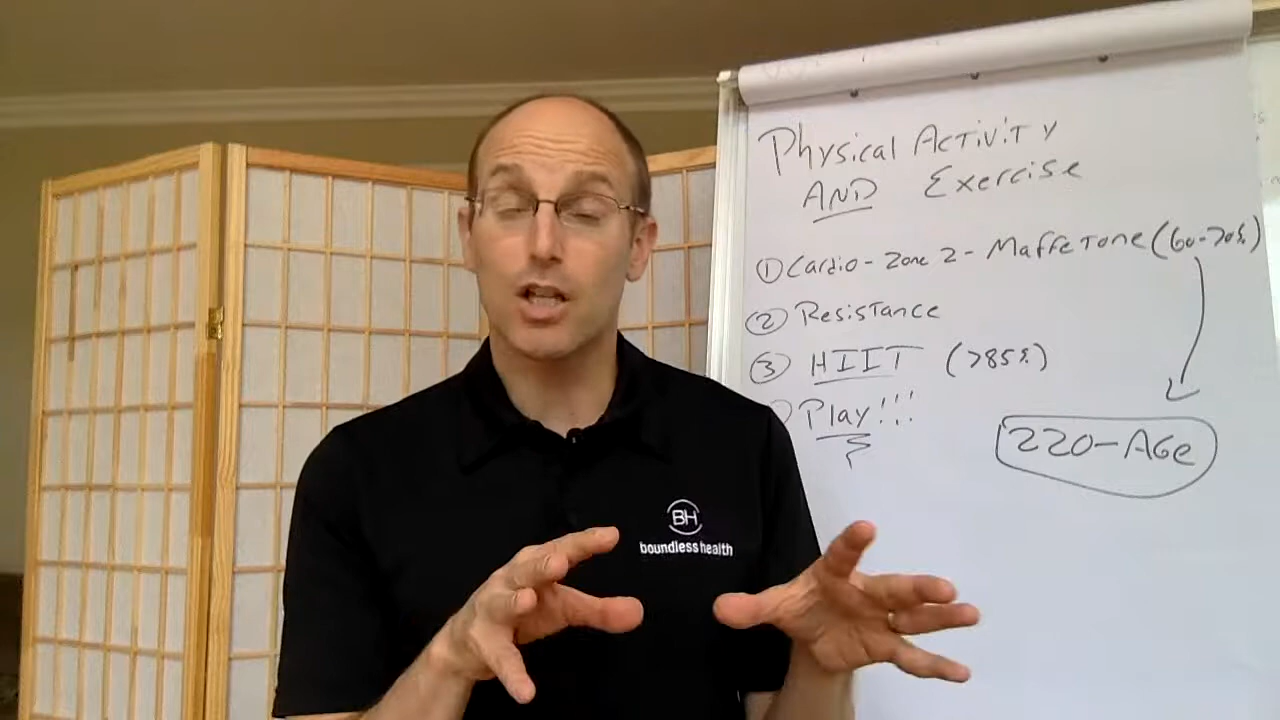 Physical Activity
AND Exercise
① Cardio - Zone 2 - Maffetone (60-70%)
② Resistance
③ HIIT (>85%)
Play!!!
220-Age
BH
boundless health